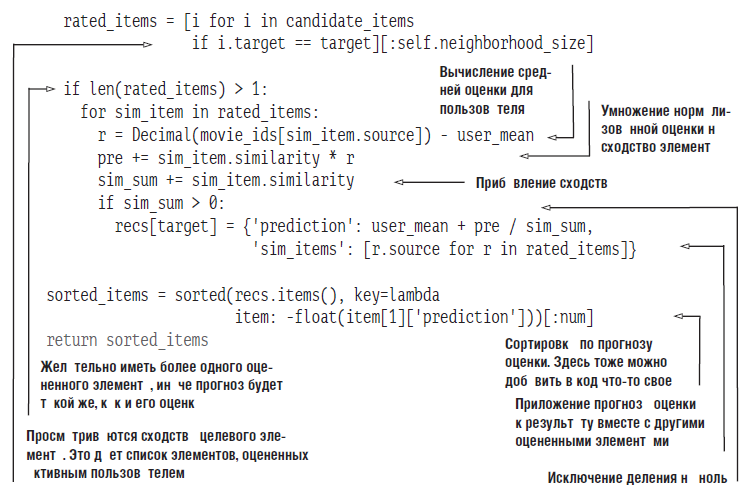 rated_items = [i for i in candidate_items
if i.target == target][:self.neighborhood_size]
Вычисление сред-
ней оценки для
пользов теля
if len(rated_items) > 1:
for sim_item in rated_items:
r = Decimal(movie_ids[sim_item.source]) - user_mean
pre += sim_item.similarity * r
sim_sum += sim_item.similarity
if sim_sum > 0:
recs[target] = {'prediction': user_mean + pre / sim_sum,
'sim_items': [r.source for r in rated_items]}
Умножение норм ли-
зов нной оценки н
сходство элемент
Приб вление сходств
sorted_items = sorted(recs.items(), key=lambda
item: -float(item[1]['prediction']))[:num]
return sorted_items
Сортировк по прогнозу
оценки. Здесь тоже можно
доб вить в код что-то свое
Жел тельно иметь более одного оце-
ненного элемент , ин че прогноз будет
т кой же, к к и его оценк
Приложение прогноз оценки
к результ ту вместе с другими
оцененными элемент ми
Просм трив ются сходств целевого эле-
мент . Это д ет список элементов, оцененных
ктивным пользов телем
Исключение деления н ноль